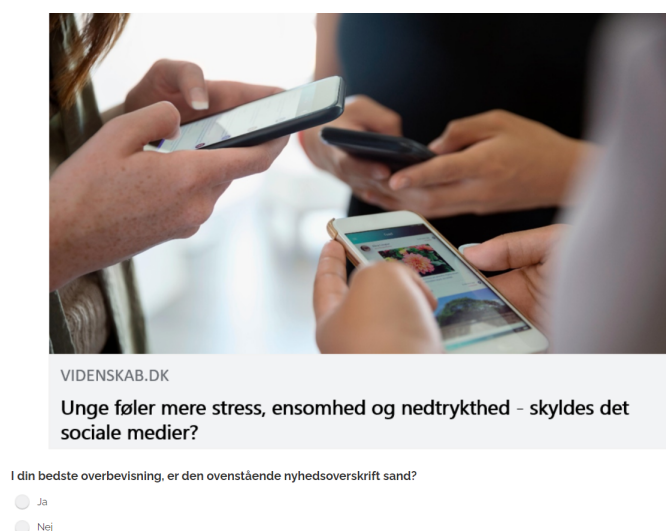 VIDENSKAB.DK
Unge føler mere stress, ensomhed og nedtrykthed - skyldes det
sociale medier?
I din bedste overbevisning, er den ovenstående nyhedsoverskrift sand?
Ja
Nej